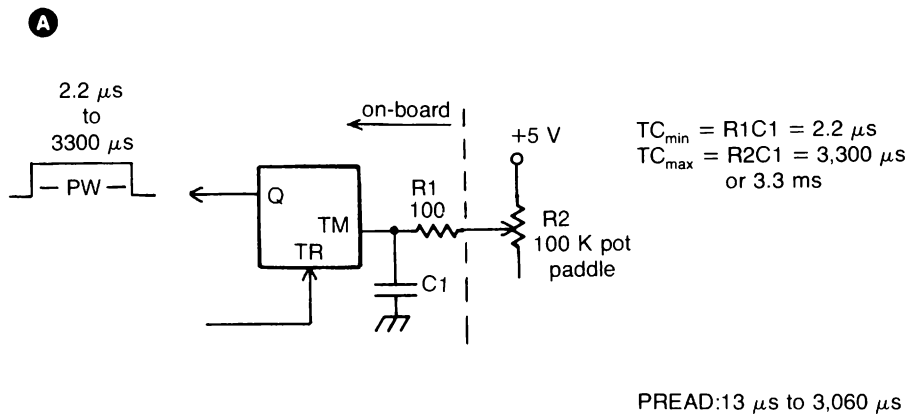 A
2.2 μs
to
3300 μs
PW
on-board
+5 V
TCmin = R1C1 = 2.2 μs
TCmax = R2C1 = 3,300 μs
or 3.3 ms
Q
TM
TR
R1
100
R2
100 K pot
paddle
C1
PREAD:13 μs to 3,060 μs